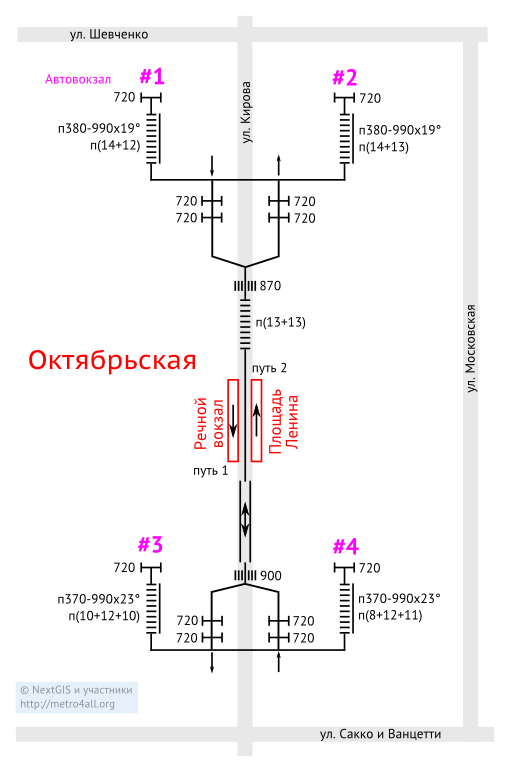 ул. Шевченко
Автовокзал
#1
#2
720
720
ул. Кирова
п380-990x19°
п(14+12)
п380-990x19°
п(14+13)
720
720
720
720
870
п(13+13)
ул. Московская
Октябрьская
путь 2
Речной
вокзал
Площадь
Ленина
путь 1
#3
#4
720
720
900
п370-990x23°
п(10+12+10)
п370-990x23°
п(8+12+11)
720
720
720
720
© NextGIS и участники
http://metro4all.org
ул. Сакко и Ванцетти